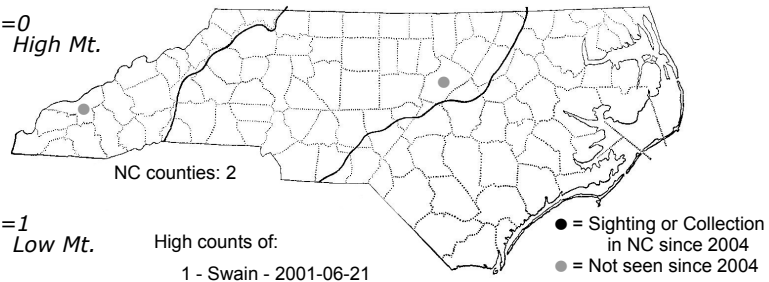 =0
High Mt.
NC counties: 2
=1
Low Mt.
High counts of:
1 - Swain - 2001-06-21
● = Sighting or Collection
in NC since 2004
● = Not seen since 2004